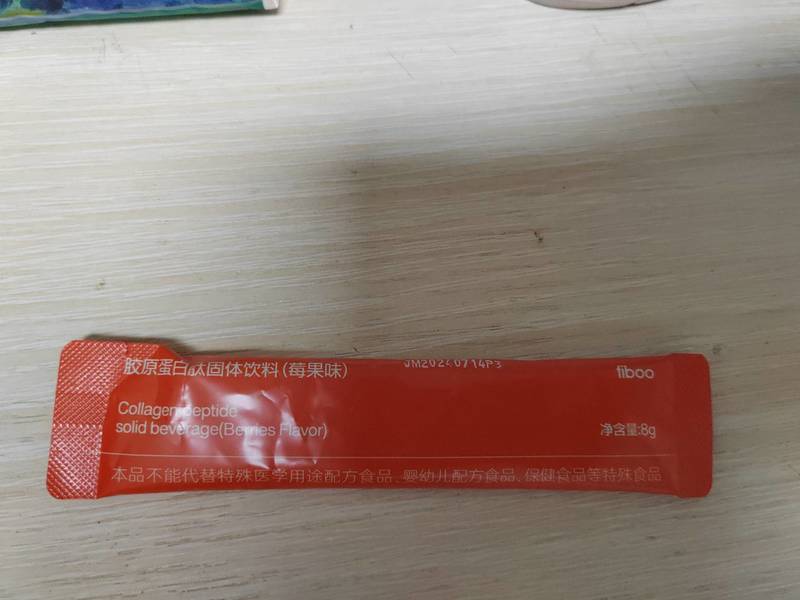 胶原蛋白肽固体饮料(莓果味)
JM20240714P3
fiboo
Collagen peptide
solid beverage(Berries Flavor)
净含量:8g
本品不能代替特殊医学用途配方食品、婴幼儿配方食品、保健食品等特殊食品